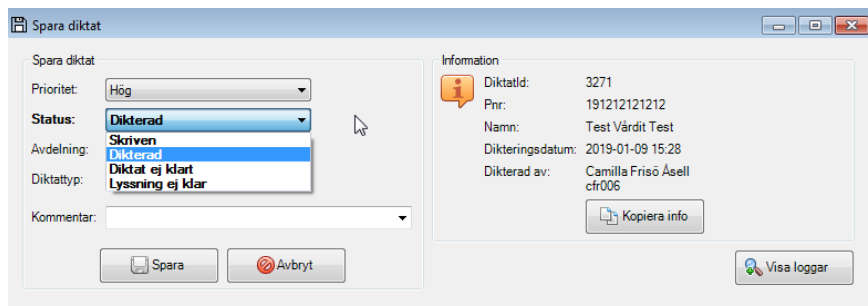 Spara diktat
Spara diktat
Prioritet: Hög
Status: Dikterad
Skriven
Dikterad
Diktat ej klart
Lyssning ej klar
Avdelning:
Diktattyp:
Kommentar:
Spara
Avbryt
Information
DiktatId: 3271
Pnr: 191212121212
Namn: Test Vårdit Test
Dikteringsdatum: 2019-01-09 15:28
Dikterad av: Camilla Frisö Åsell
cfr006
Kopiera info
Visa loggar